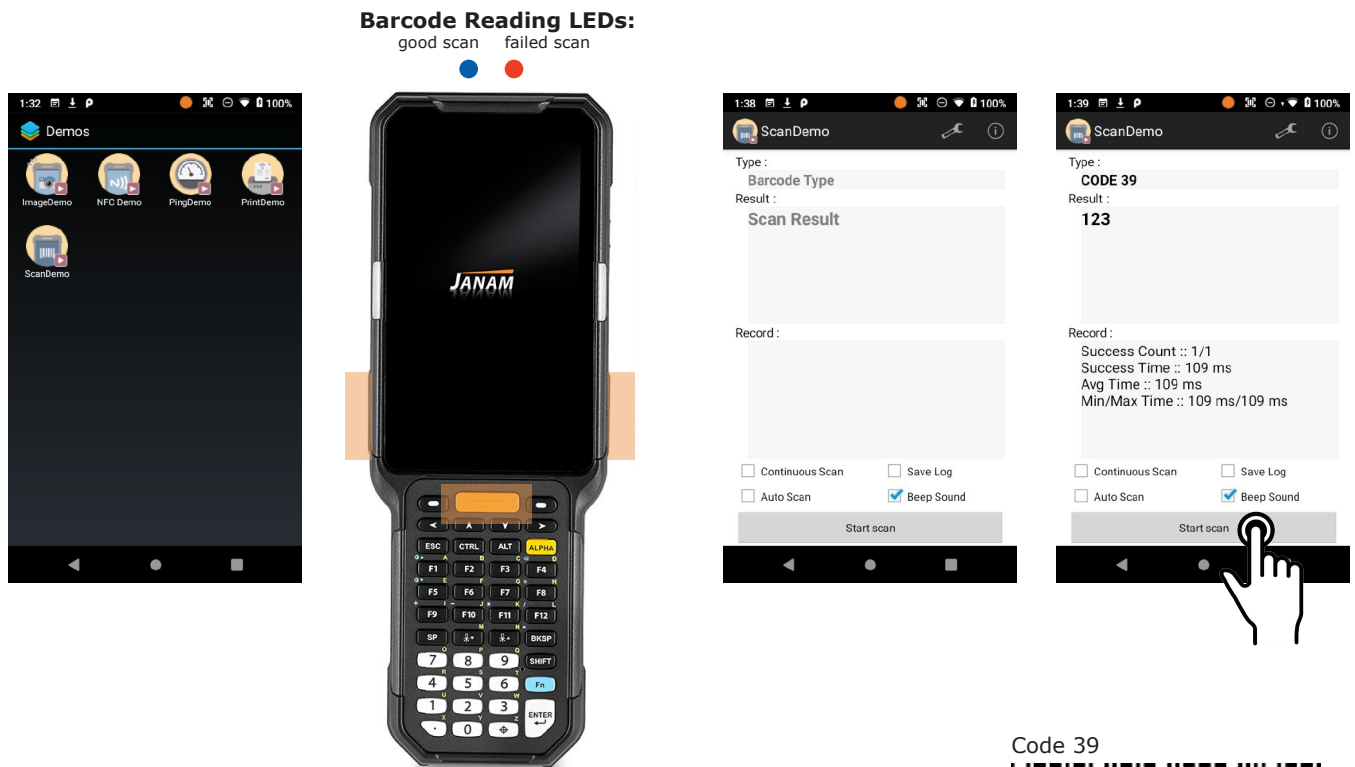 Barcode Reading LEDs:
good scan failed scan
1:32 100%
Demos
ImageDemo NFC Demo PingDemo PrintDemo
ScanDemo
JANAM
ESC CTRL ALT ALPHA
A B C D
F1 F2 F3 F4
E F G H
F5 F6 F7 F8
I J K L
F9 F10 F11 F12
M N
SP BKSP
O P Q
7 8 9 SHIFT
R S T
4 5 6 Fn
U V W
1 2 3 ENTER
X Y Z
. 0
1:38 100%
ScanDemo
Type :
Barcode Type
Result :
Scan Result
Record :
Continuous Scan Save Log
Auto Scan Beep Sound
Start scan
1:39 100%
ScanDemo
Type :
CODE 39
Result :
123
Record :
Success Count :: 1/1
Success Time :: 109 ms
Avg Time :: 109 ms
Min/Max Time :: 109 ms/109 ms
Continuous Scan Save Log
Auto Scan Beep Sound
Start scan
Code 39